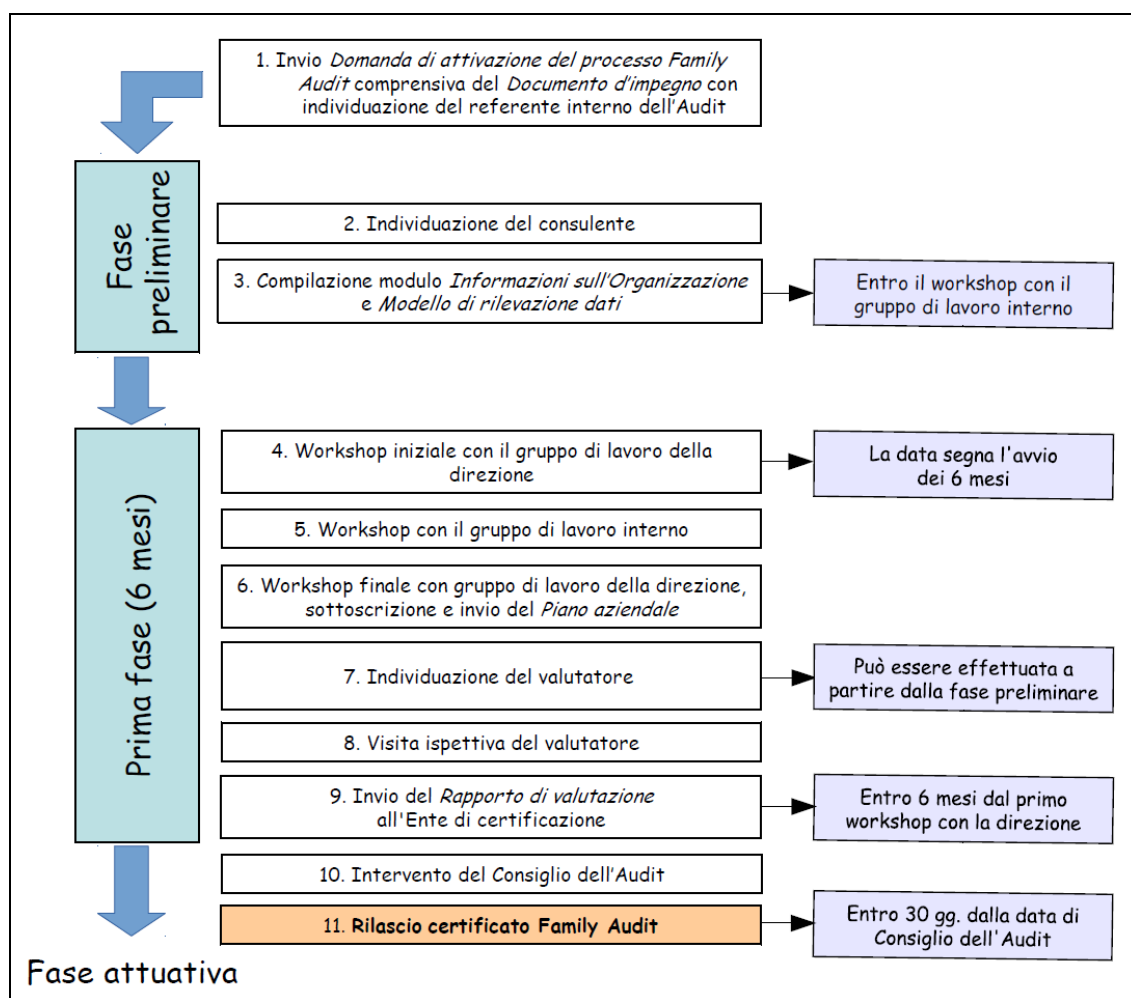 1. Invio Domanda di attivazione del processo Family
Audit comprensiva del Documento d'impegno con
individuazione del referente interno dell'Audit
Fase
preliminare
2. Individuazione del consulente
3. Compilazione modulo Informazioni sull'Organizzazione
e Modello di rilevazione dati
Entro il workshop con il
gruppo di lavoro interno
Prima fase (6 mesi)
4. Workshop iniziale con il gruppo di lavoro della
direzione
La data segna l'avvio
dei 6 mesi
5. Workshop con il gruppo di lavoro interno
6. Workshop finale con gruppo di lavoro della direzione,
sottoscrizione e invio del Piano aziendale
7. Individuazione del valutatore
Può essere effettuata a
partire dalla fase preliminare
8. Visita ispettiva del valutatore
9. Invio del Rapporto di valutazione
all'Ente di certificazione
Entro 6 mesi dal primo
workshop con la direzione
10. Intervento del Consiglio dell'Audit
11. Rilascio certificato Family Audit
Entro 30 gg. dalla data di
Consiglio dell'Audit
Fase attuativa